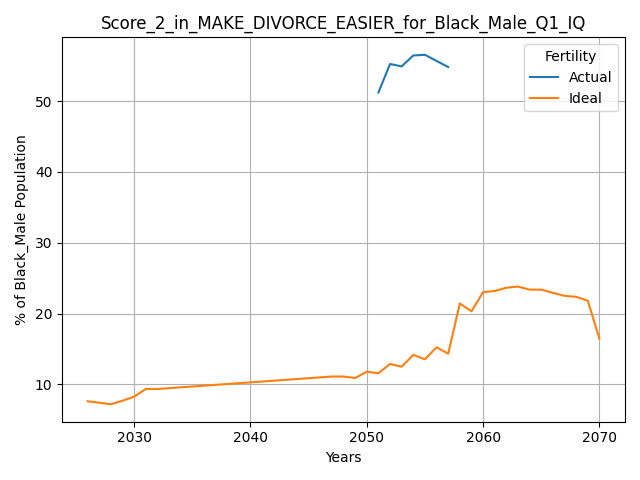 Score_2_in_MAKE_DIVORCE_EASIER_for_Black_Male_Q1_IQ
Fertility
Actual
Ideal
% of Black_Male Population
50
40
30
20
10
2030 2040 2050 2060 2070
Years